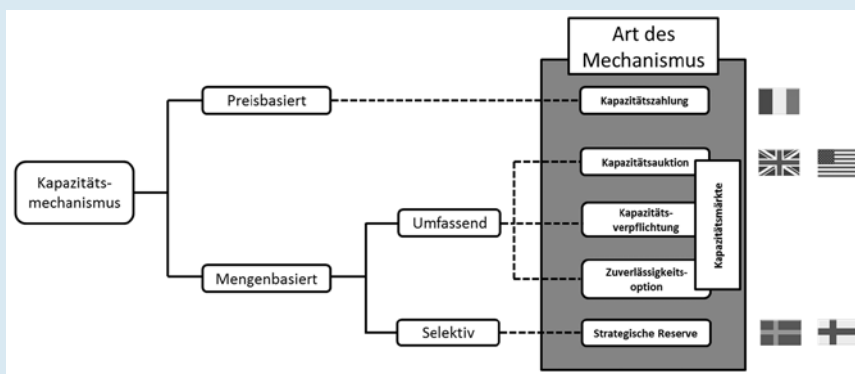 Art des
Mechanismus
Preisbasiert
Kapazitätszahlung
Kapazitätsauktion
Kapazitäts-
mechanismus
Umfassend
Kapazitäts-
verpflichtung
Kapazitätsmärkte
Mengenbasiert
Zuverlässigkeits-
option
Selektiv
Strategische Reserve